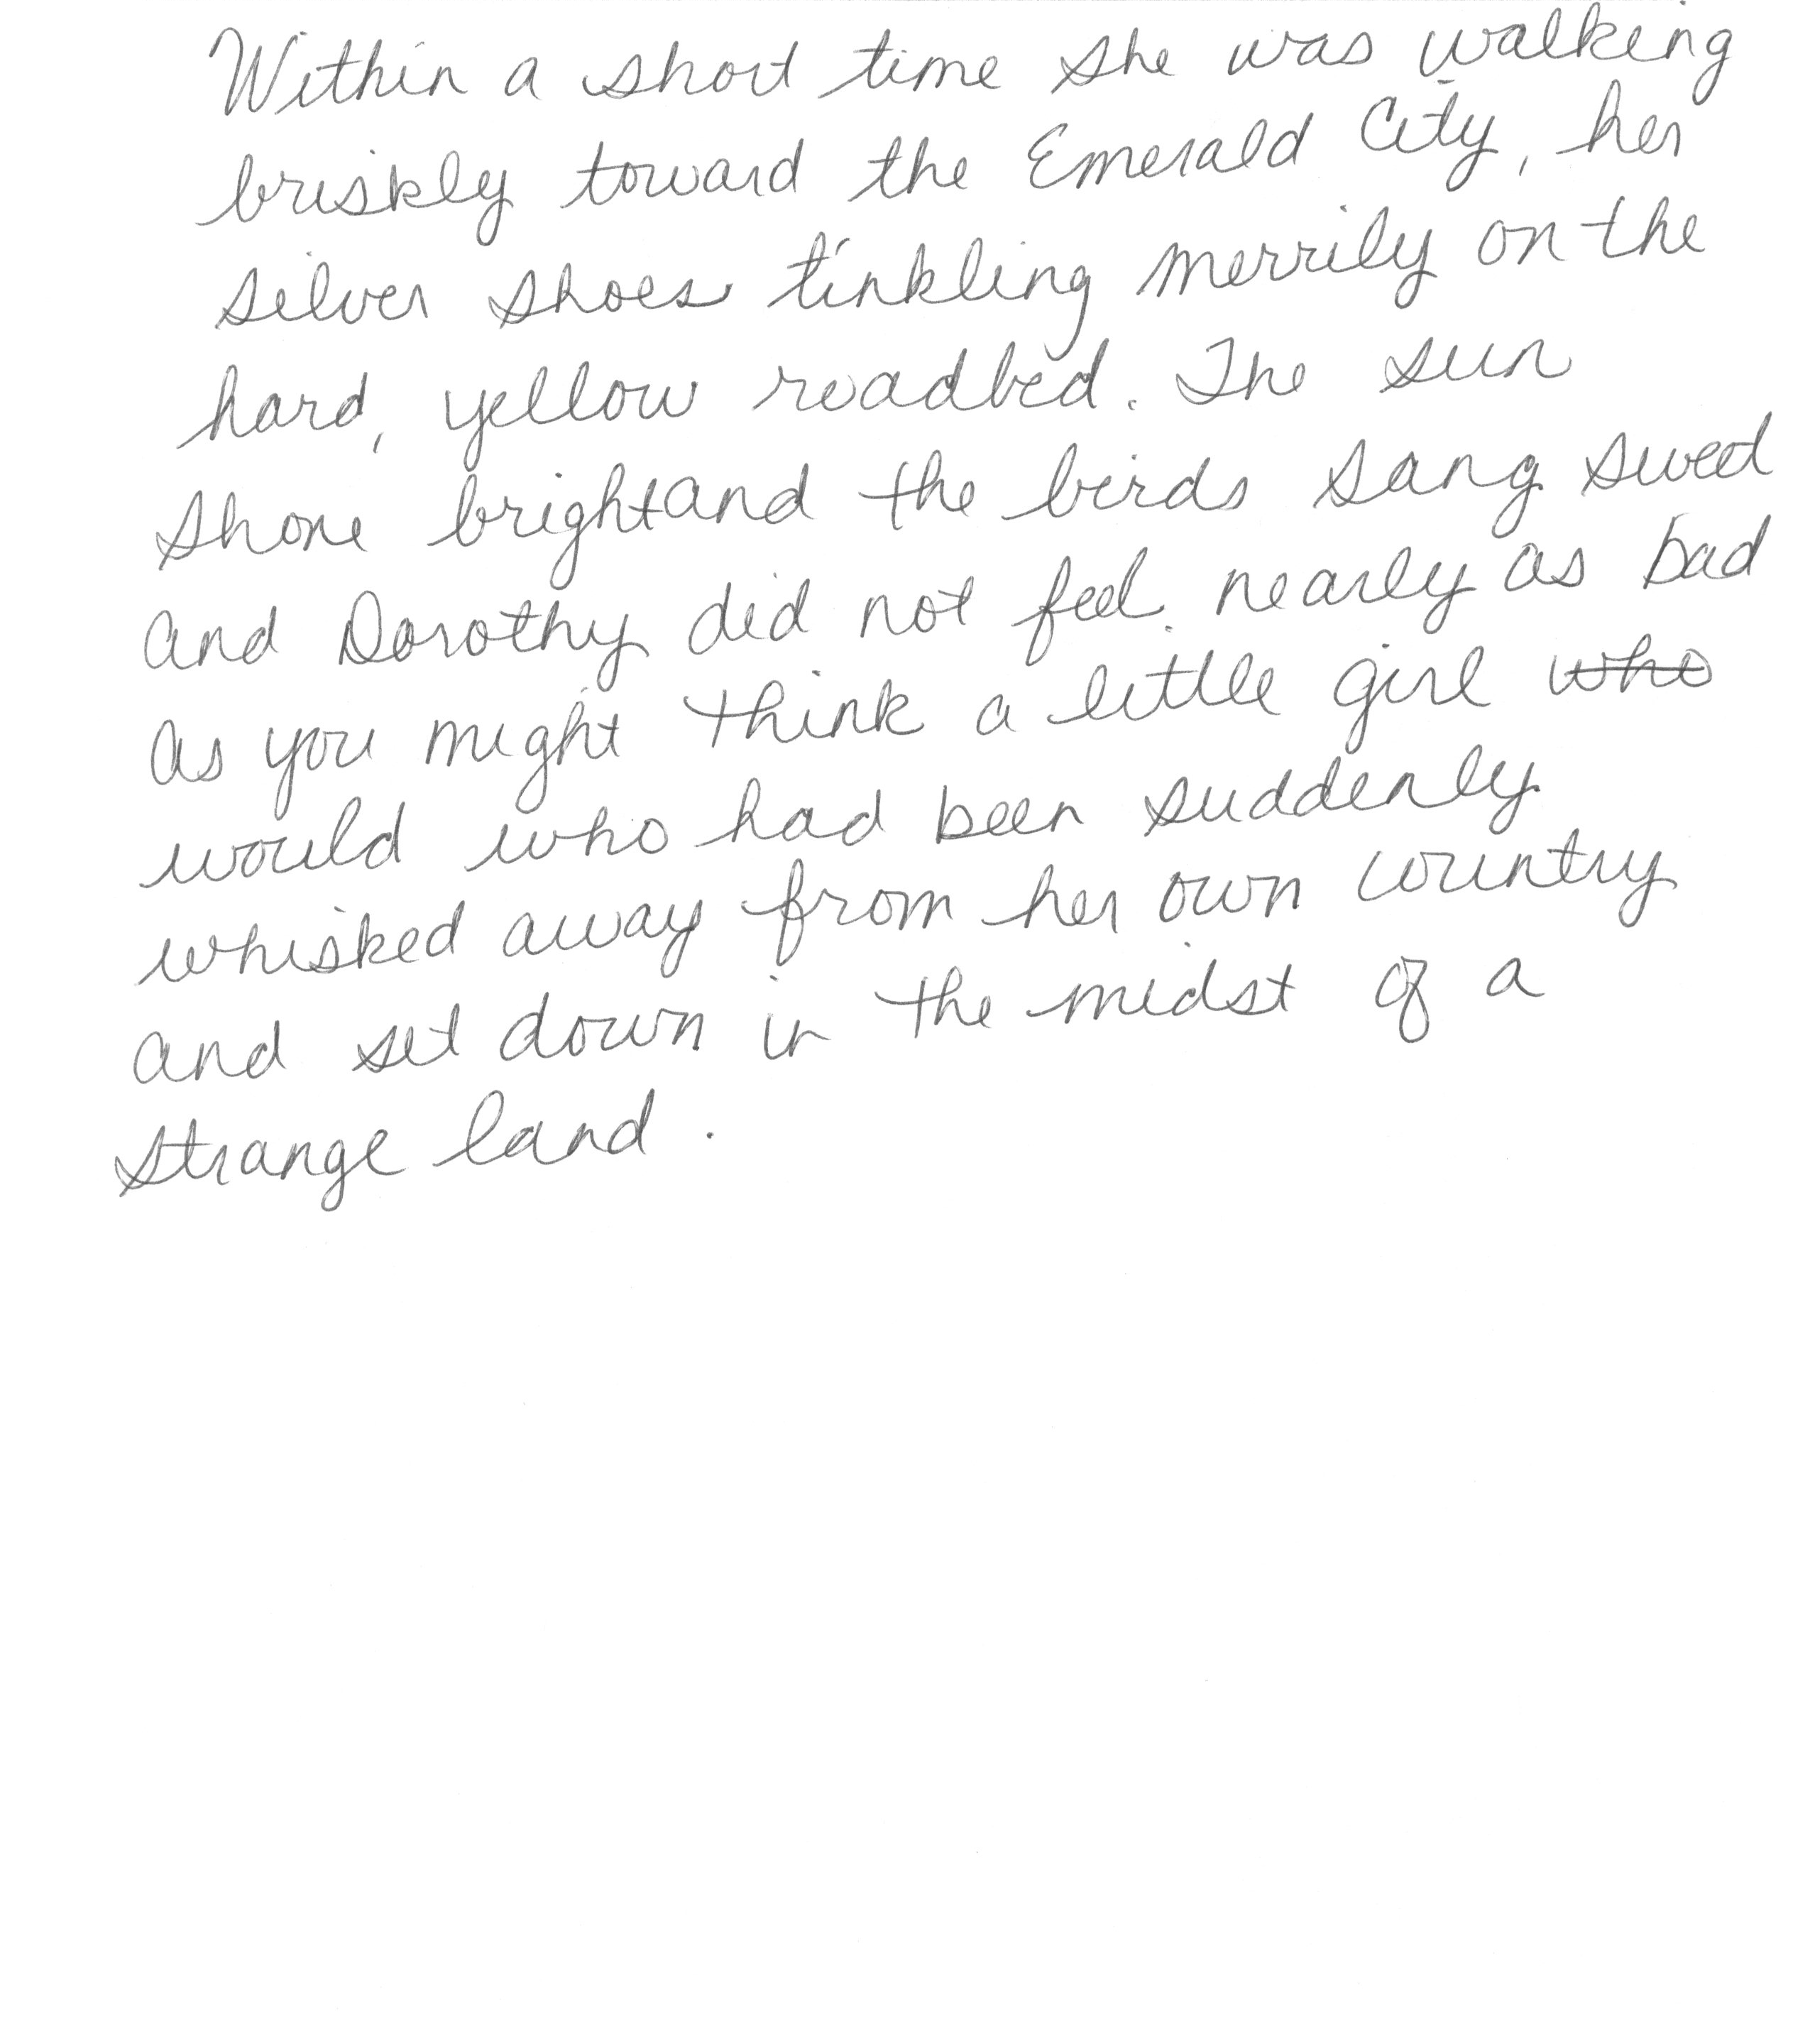 Within a short time she was walking
briskly toward the Emerald City, her
silver shoes tinkling merrily on the
hard, yellow roadbed. The sun
shone bright and the birds sang sweet
and Dorothy did not feel nearly as bad
as you might think a little girl ~~who~~
would who had been suddenly
whisked away from her own country
and set down in the midst of a
strange land.